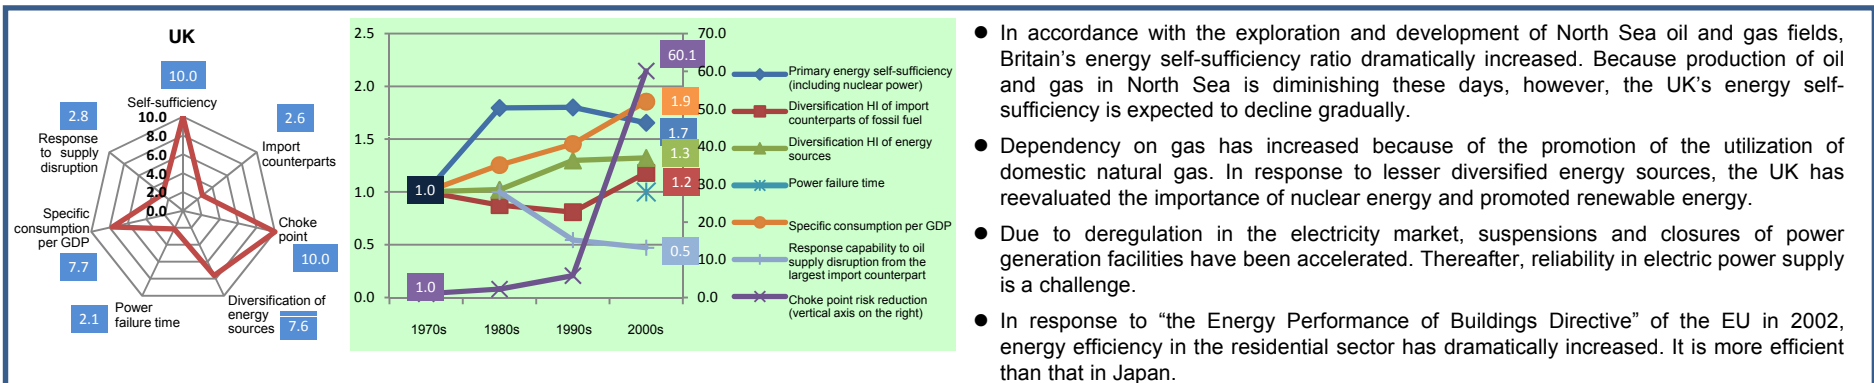 UK
10.0
Self-sufficiency
10.0
8.0
6.0
4.0
2.0
0.0
2.6
Import
counterparts
Choke
point
10.0
Diversification of
energy
sources
7.6
Power
failure time
2.1
Specific
consumption
per GDP
7.7
2.8
Response
to supply
disruption
2.5
2.0
1.5
1.0
0.5
0.0
1970s
1980s
1990s
2000s
70.0
60.0
50.0
40.0
30.0
20.0
10.0
0.0
1.0
1.0
60.1
1.9
1.7
1.3
1.2
0.5
Primary energy self-sufficiency
(including nuclear power)
Diversification HI of import
counterparts of fossil fuel
Diversification HI of energy
sources
Power failure time
Specific consumption per GDP
Response capability to oil
supply disruption from the
largest import counterpart
Choke point risk reduction
(vertical axis on the right)
● In accordance with the exploration and development of North Sea oil and gas fields,
Britain's energy self-sufficiency ratio dramatically increased. Because production of oil
and gas in North Sea is diminishing these days, however, the UK's energy self-
sufficiency is expected to decline gradually.
● Dependency on gas has increased because of the promotion of the utilization of
domestic natural gas. In response to lesser diversified energy sources, the UK has
reevaluated the importance of nuclear energy and promoted renewable energy.
● Due to deregulation in the electricity market, suspensions and closures of power
generation facilities have been accelerated. Thereafter, reliability in electric power supply
is a challenge.
● In response to "the Energy Performance of Buildings Directive" of the EU in 2002,
energy efficiency in the residential sector has dramatically increased. It is more efficient
than that in Japan.